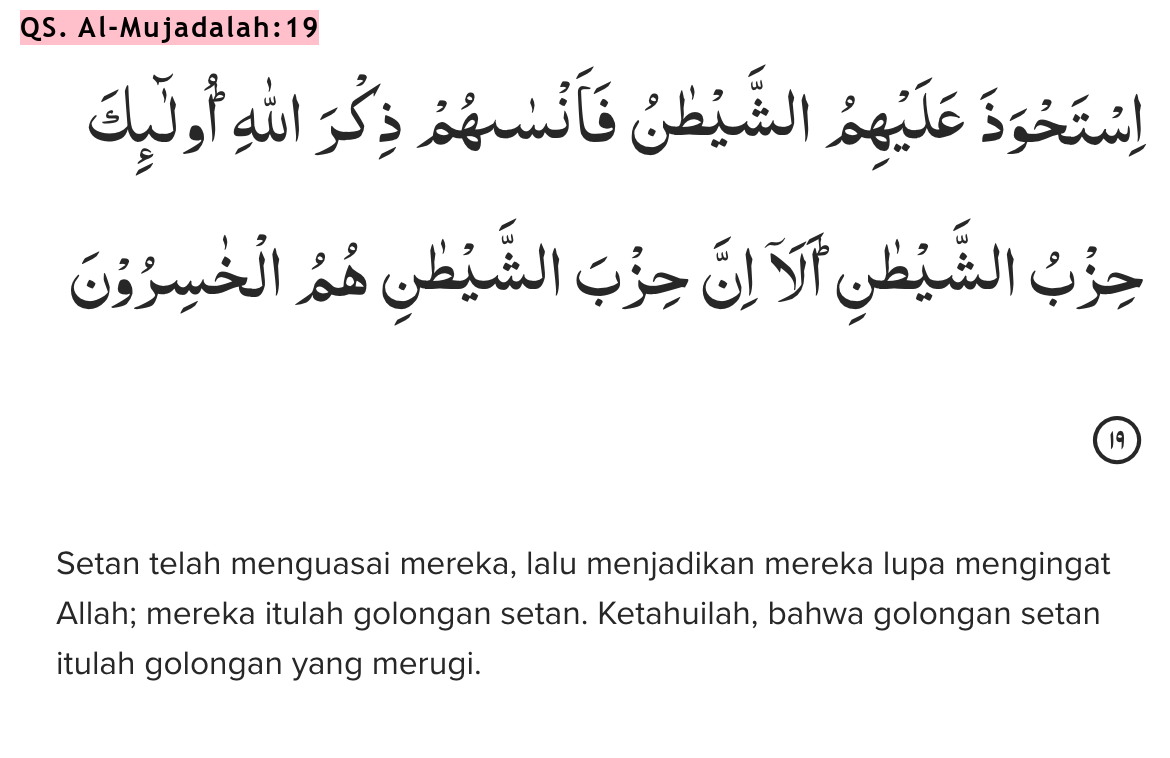 QS. Al-Mujadalah:19
اِسْتَحْوَذَ عَلَيْهِمُ الشَّيْطٰنُ فَاَنْسٰىهُمْ ذِكْرَ اللّٰهِ ۗاُولٰۤىِٕكَ
حِزْبُ الشَّيْطٰنِۗ اَلَآ اِنَّ حِزْبَ الشَّيْطٰنِ هُمُ الْخٰسِرُوْنَ
١٩
Setan telah menguasai mereka, lalu menjadikan mereka lupa mengingat
Allah; mereka itulah golongan setan. Ketahuilah, bahwa golongan setan
itulah golongan yang merugi.